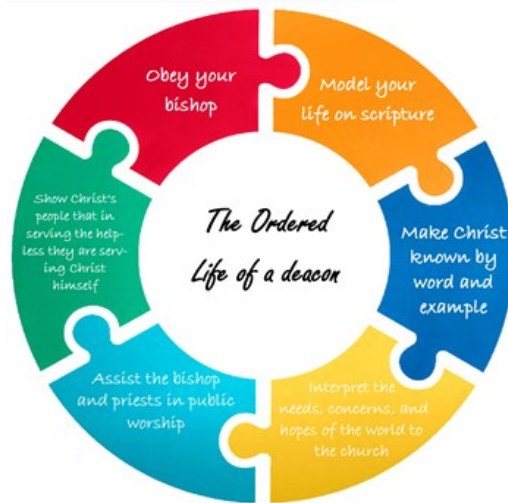 The Ordered
Life of a deacon
Obey your
bishop
Model your
life on scripture
Make Christ
known by
word and
example
Interpret the
needs, concerns, and
hopes of the world to
the church
Assist the bishop
and priests in public
worship
Show Christ's
people that in
serving the help-
less they are serv-
ing Christ
himself